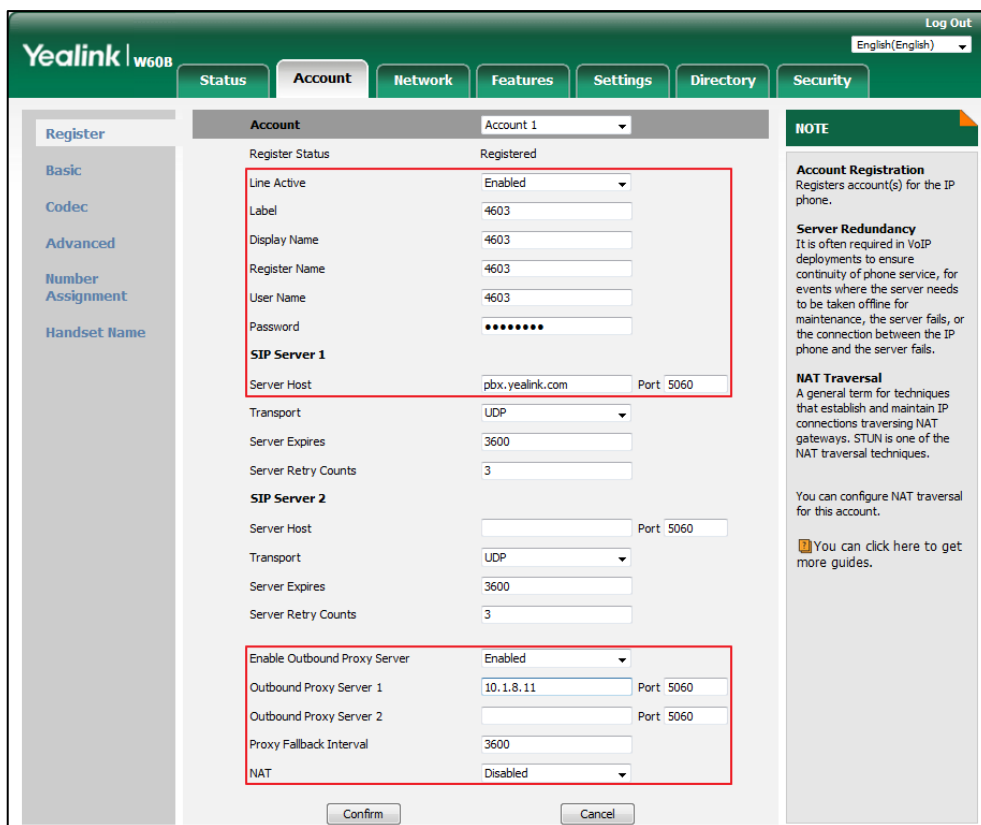 Log Out
Yealink | W60B
English(English)
Status Account Network Features Settings Directory Security
Register
Basic
Codec
Advanced
Number
Assignment
Handset Name
Account Account 1
Register Status Registered
Line Active Enabled
Label 4603
Display Name 4603
Register Name 4603
User Name 4603
Password ••••••••
SIP Server 1
Server Host pbx.yealink.com Port 5060
Transport UDP
Server Expires 3600
Server Retry Counts 3
SIP Server 2
Server Host Port 5060
Transport UDP
Server Expires 3600
Server Retry Counts 3
Enable Outbound Proxy Server Enabled
Outbound Proxy Server 1 10.1.8.11 Port 5060
Outbound Proxy Server 2 Port 5060
Proxy Fallback Interval 3600
NAT Disabled
Confirm Cancel
NOTE
Account Registration
Registers account(s) for the IP
phone.
Server Redundancy
It is often required in VoIP
deployments to ensure
continuity of phone service, for
events where the server needs
to be taken offline for
maintenance, the server fails, or
the connection between the IP
phone and the server fails.
NAT Traversal
A general term for techniques
that establish and maintain IP
connections traversing NAT
gateways. STUN is one of the
NAT traversal techniques.
You can configure NAT traversal
for this account.
You can click here to get
more guides.